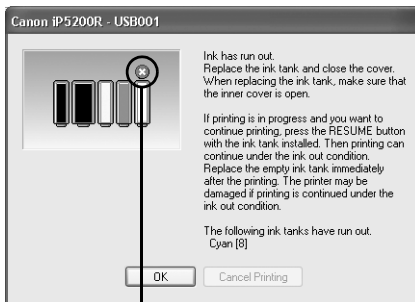 Canon iP5200R - USB001
Ink has run out.
Replace the ink tank and close the cover.
When replacing the ink tank, make sure that
the inner cover is open.
If printing is in progress and you want to
continue printing, press the RESUME button
with the ink tank installed. Then printing can
continue under the ink out condition.
Replace the empty ink tank immediately
after the printing. The printer may be
damaged if printing is continued under the
ink out condition.
The following ink tanks have run out.
Cyan [8]
OK
Cancel Printing